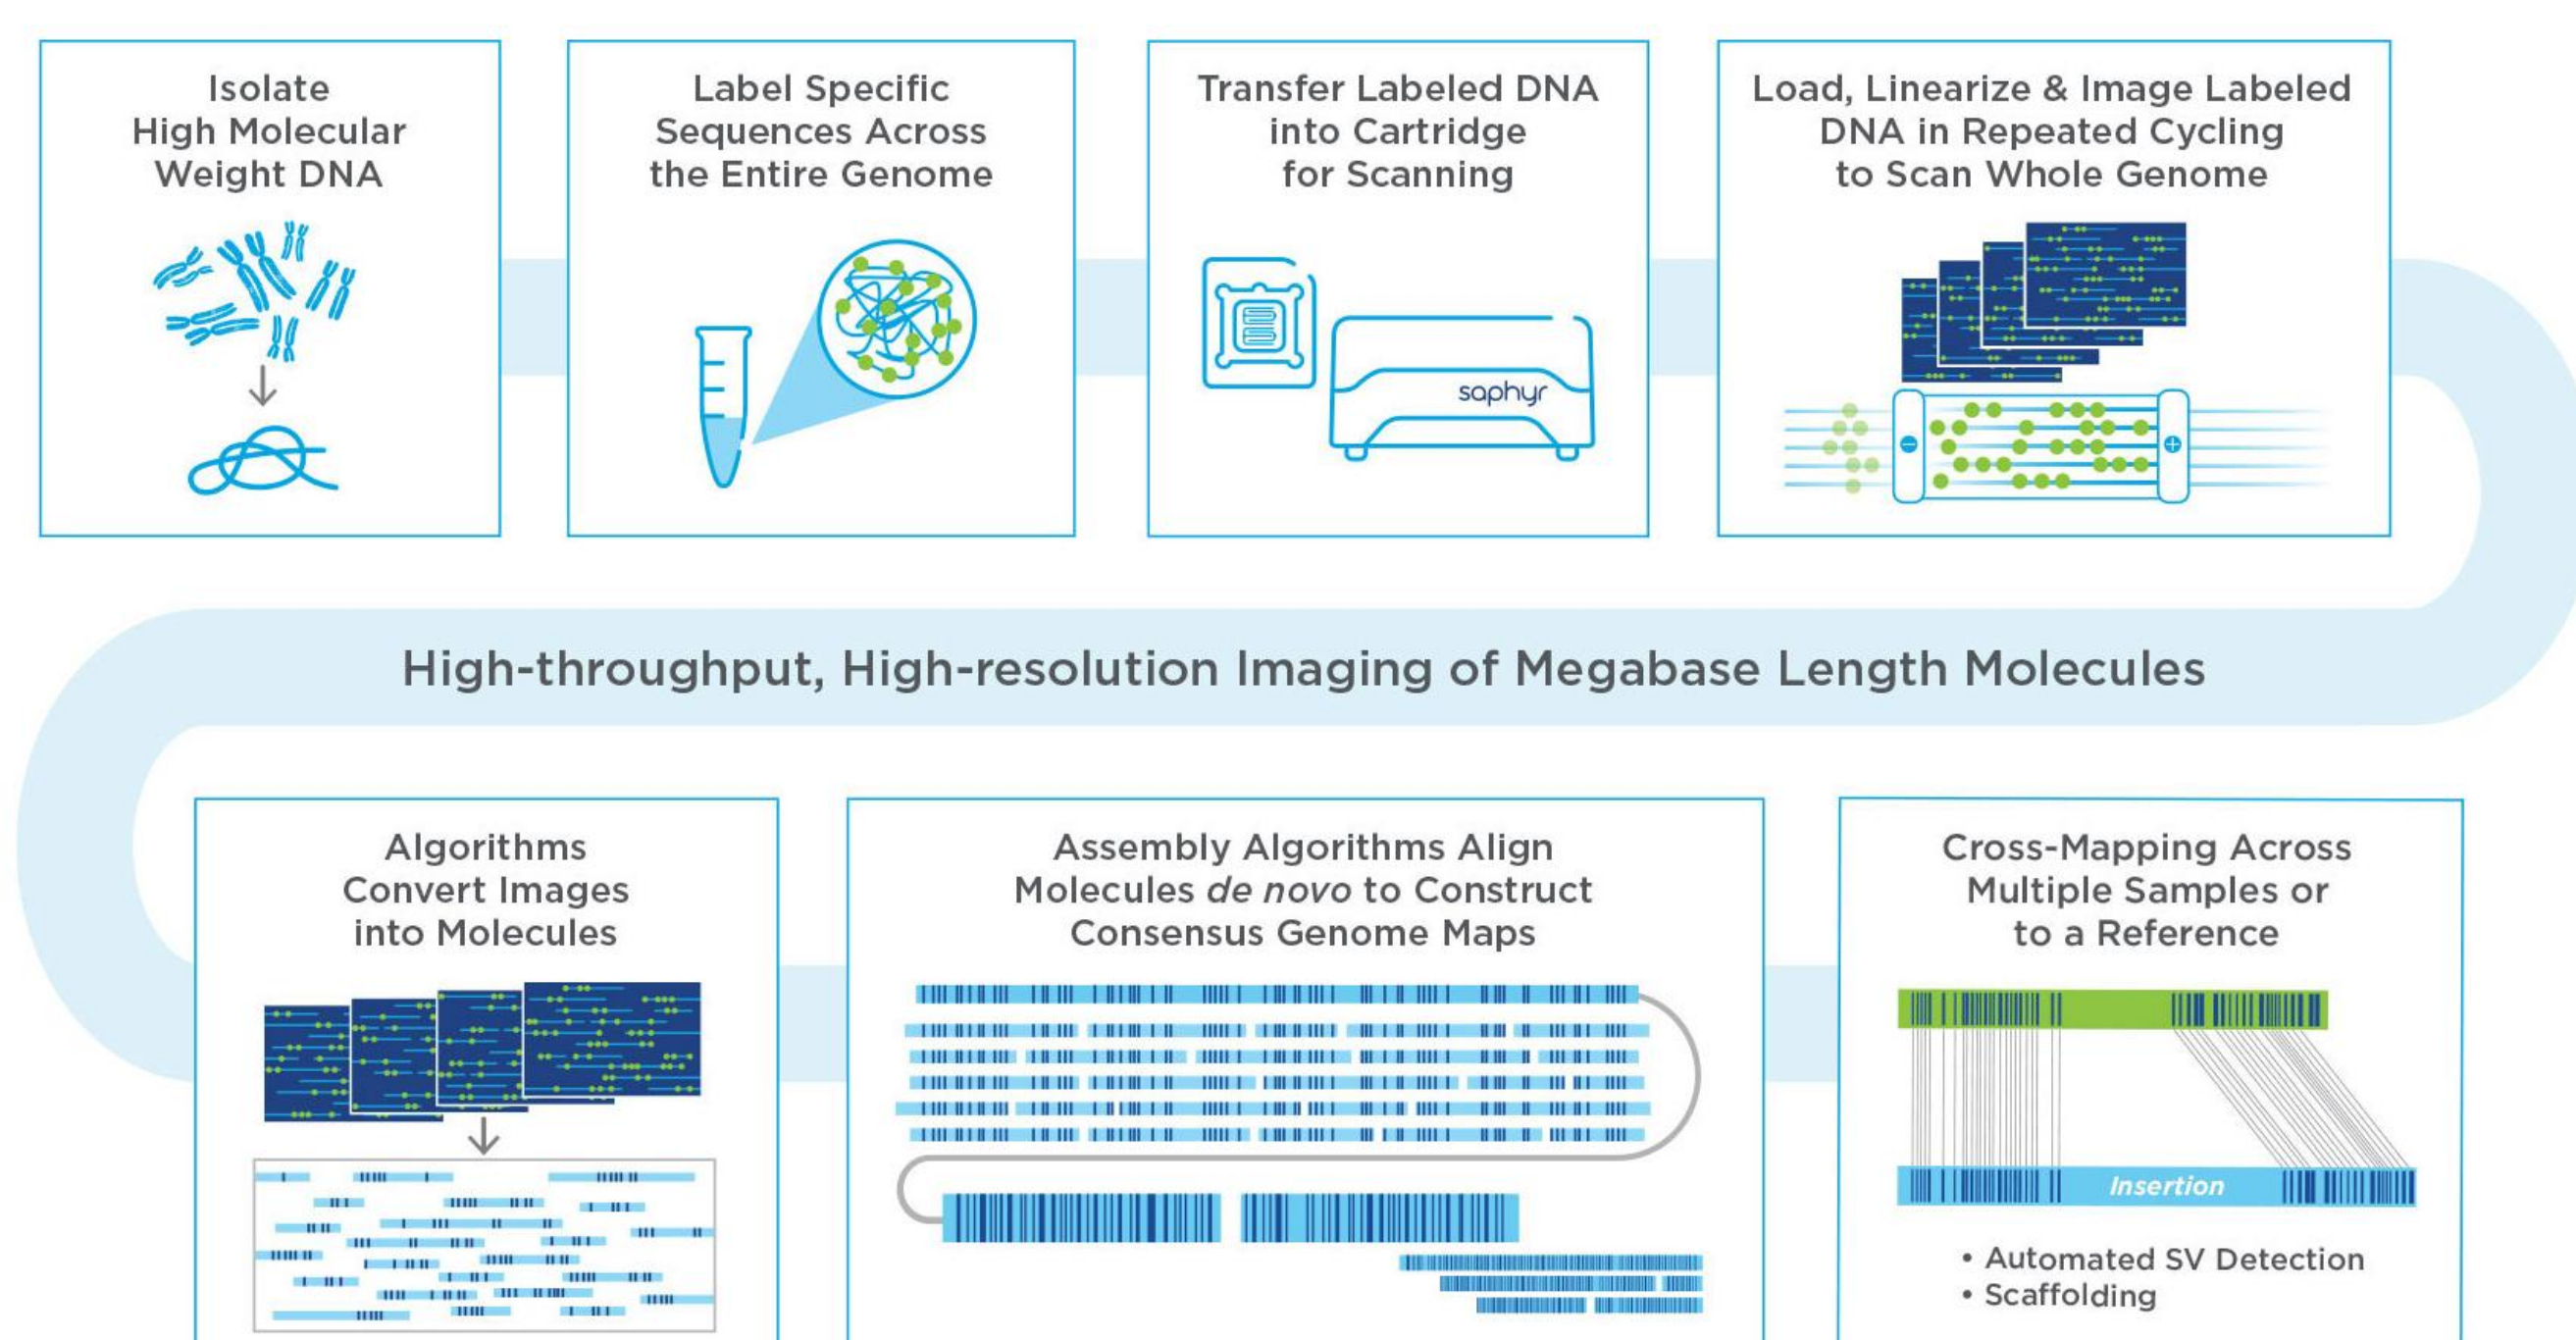 Isolate
High Molecular
Weight DNA
Label Specific
Sequences Across
the Entire Genome
Transfer Labeled DNA
into Cartridge
for Scanning
saphyr
Load, Linearize & Image Labeled
DNA in Repeated Cycling
to Scan Whole Genome
High-throughput, High-resolution Imaging of Megabase Length Molecules
Algorithms
Convert Images
into Molecules
Assembly Algorithms Align
Molecules de novo to Construct
Consensus Genome Maps
Cross-Mapping Across
Multiple Samples or
to a Reference
Insertion
• Automated SV Detection
• Scaffolding